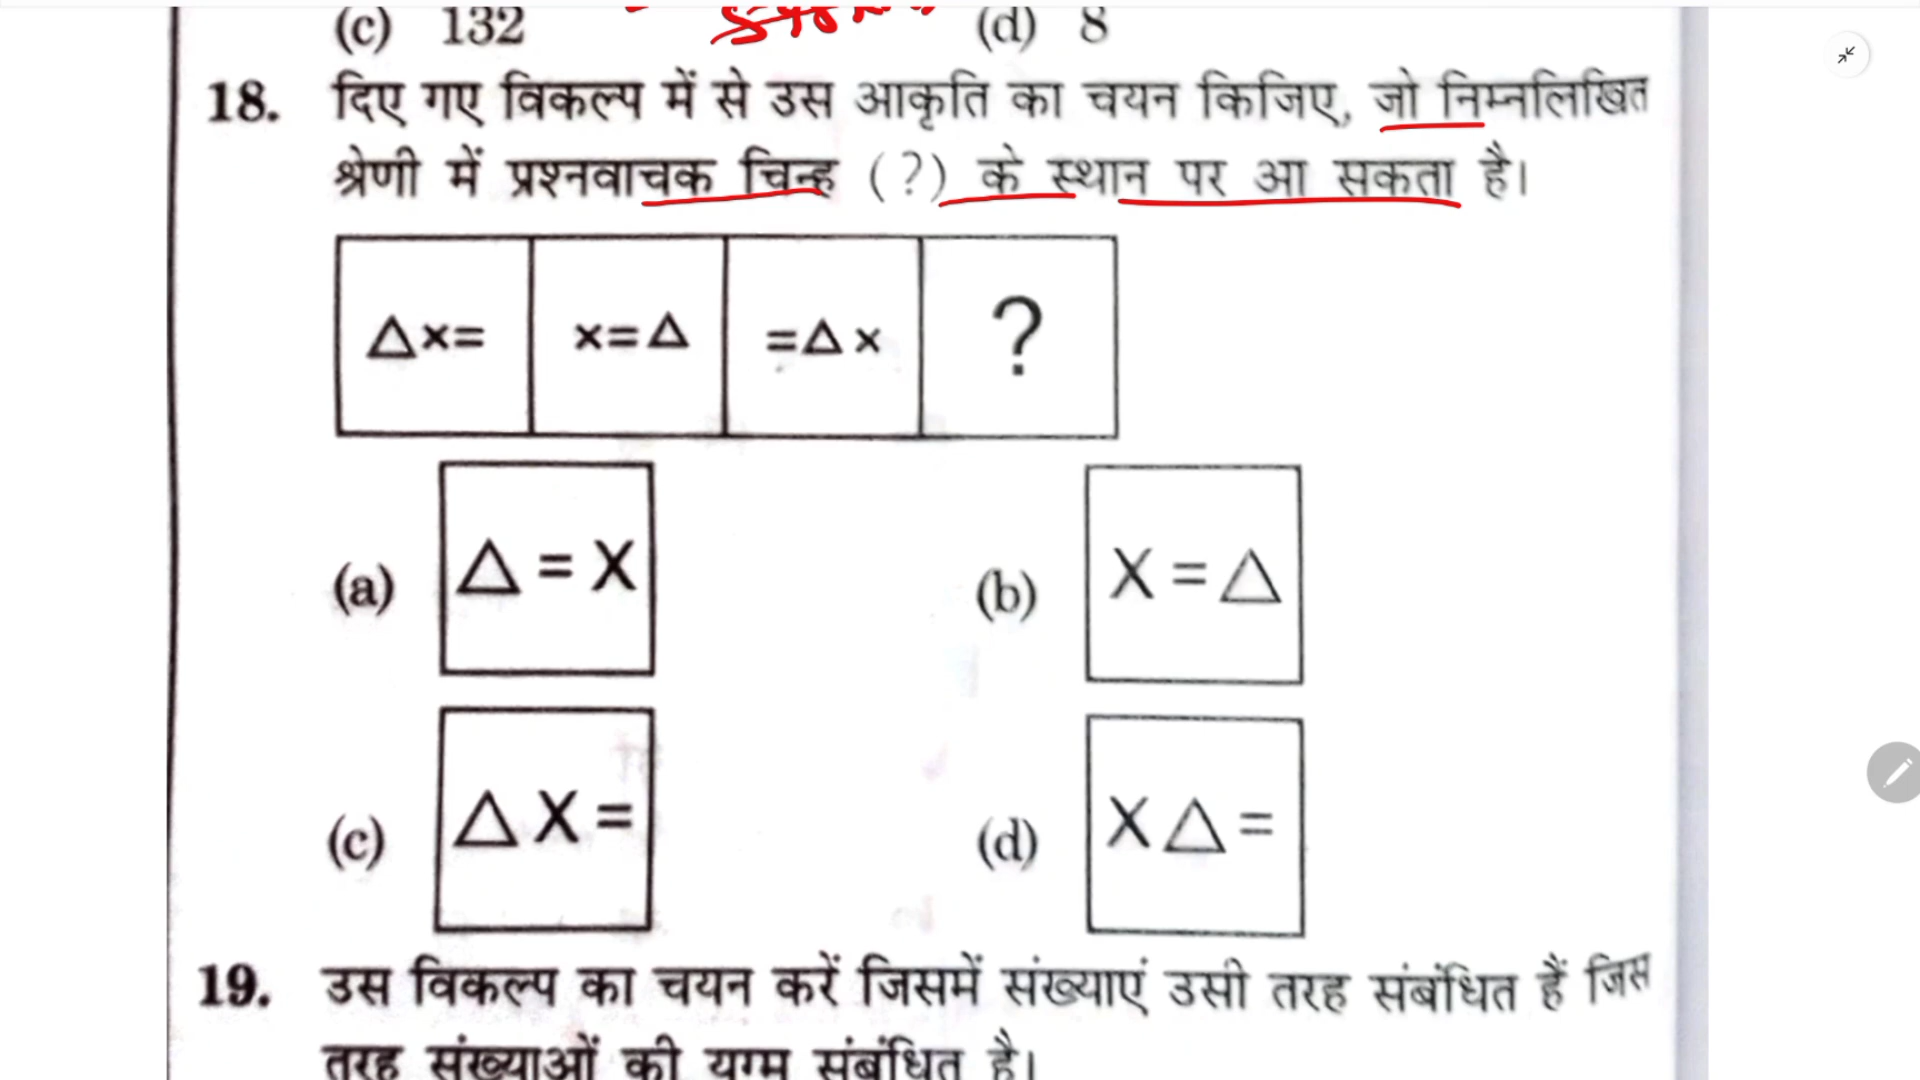 (c) 132
(d) 8
18. दिए गए विकल्प में से उस आकृति का चयन किजिए, जो निम्नलिखित
श्रेणी में प्रश्नवाचक चिन्ह (?) के स्थान पर आ सकता है।
Δ×= ×=Δ =Δ× ?
(a) Δ = X
(b) X = Δ
(c) Δ X =
(d) X Δ =
19. उस विकल्प का चयन करें जिसमें संख्याएं उसी तरह संबंधित हैं जिस
तरह संख्याओं की युग्म संबंधित है।